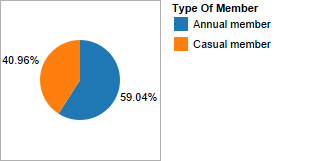 Type Of Member
Annual member
Casual member
40.96%
59.04%